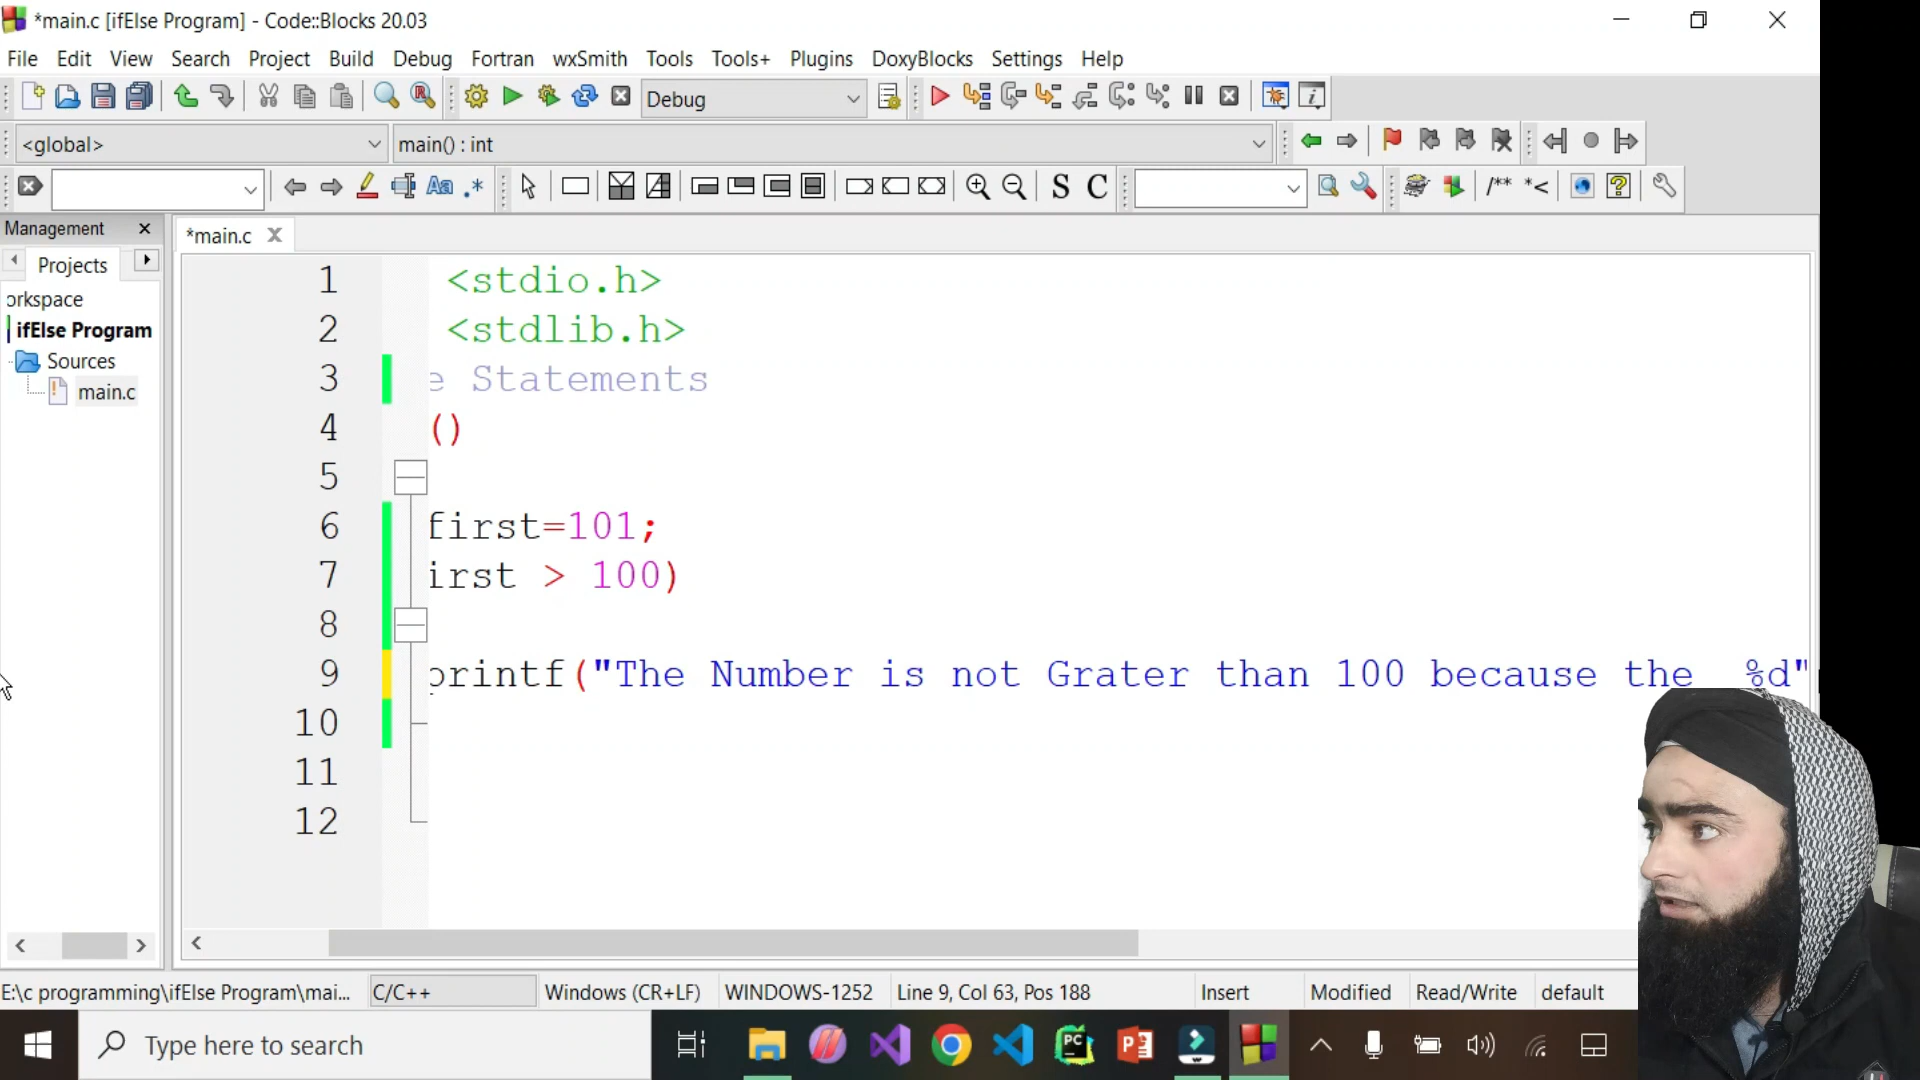 *main.c [ifElse Program] - Code::Blocks 20.03
File Edit View Search Project Build Debug Fortran wxSmith Tools Tools+ Plugins DoxyBlocks Settings Help
Debug
<global> main() : int
Aa .* S C /** *<
Management
*main.c
Projects
orkspace
ifElse Program
Sources
main.c
1 <stdio.h>
2 <stdlib.h>
3 e Statements
4 ()
5
6 first=101;
7 irst > 100)
8
9 printf("The Number is not Grater than 100 because the  %d"
10
11
12
E:\c programming\ifElse Program\mai... C/C++ Windows (CR+LF) WINDOWS-1252 Line 9, Col 63, Pos 188 Insert Modified Read/Write default
Type here to search